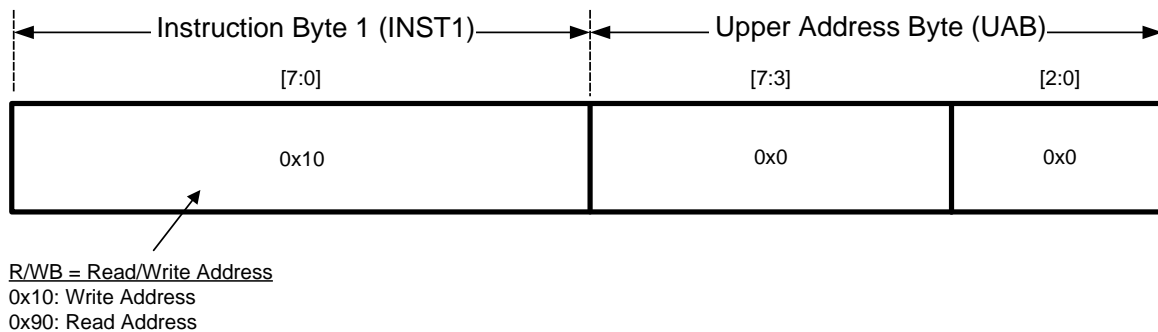 Instruction Byte 1 (INST1) Upper Address Byte (UAB)
[7:0] [7:3] [2:0]
0x10 0x0 0x0
R/WB = Read/Write Address
0x10: Write Address
0x90: Read Address